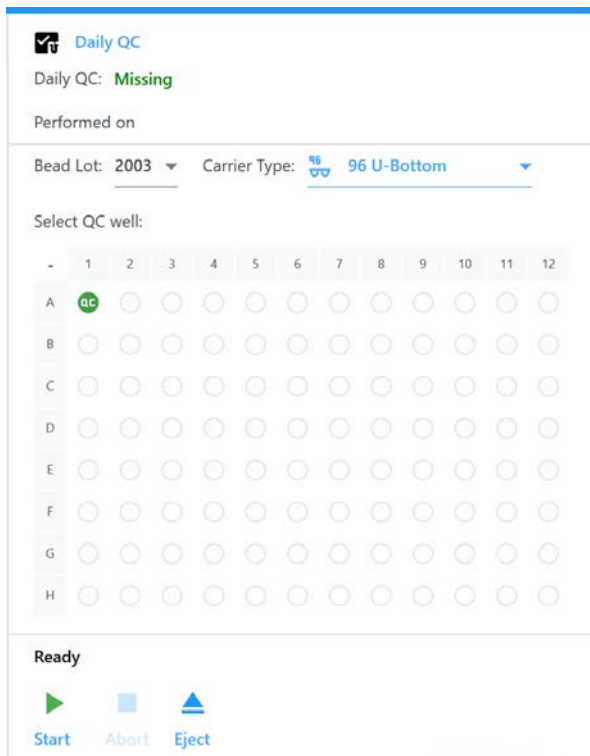 Daily QC
Daily QC: Missing
Performed on
Bead Lot: 2003 Carrier Type: 96 96 U-Bottom
Select QC well:
- 1 2 3 4 5 6 7 8 9 10 11 12
A QC
B
C
D
E
F
G
H
Ready
Start Abort Eject